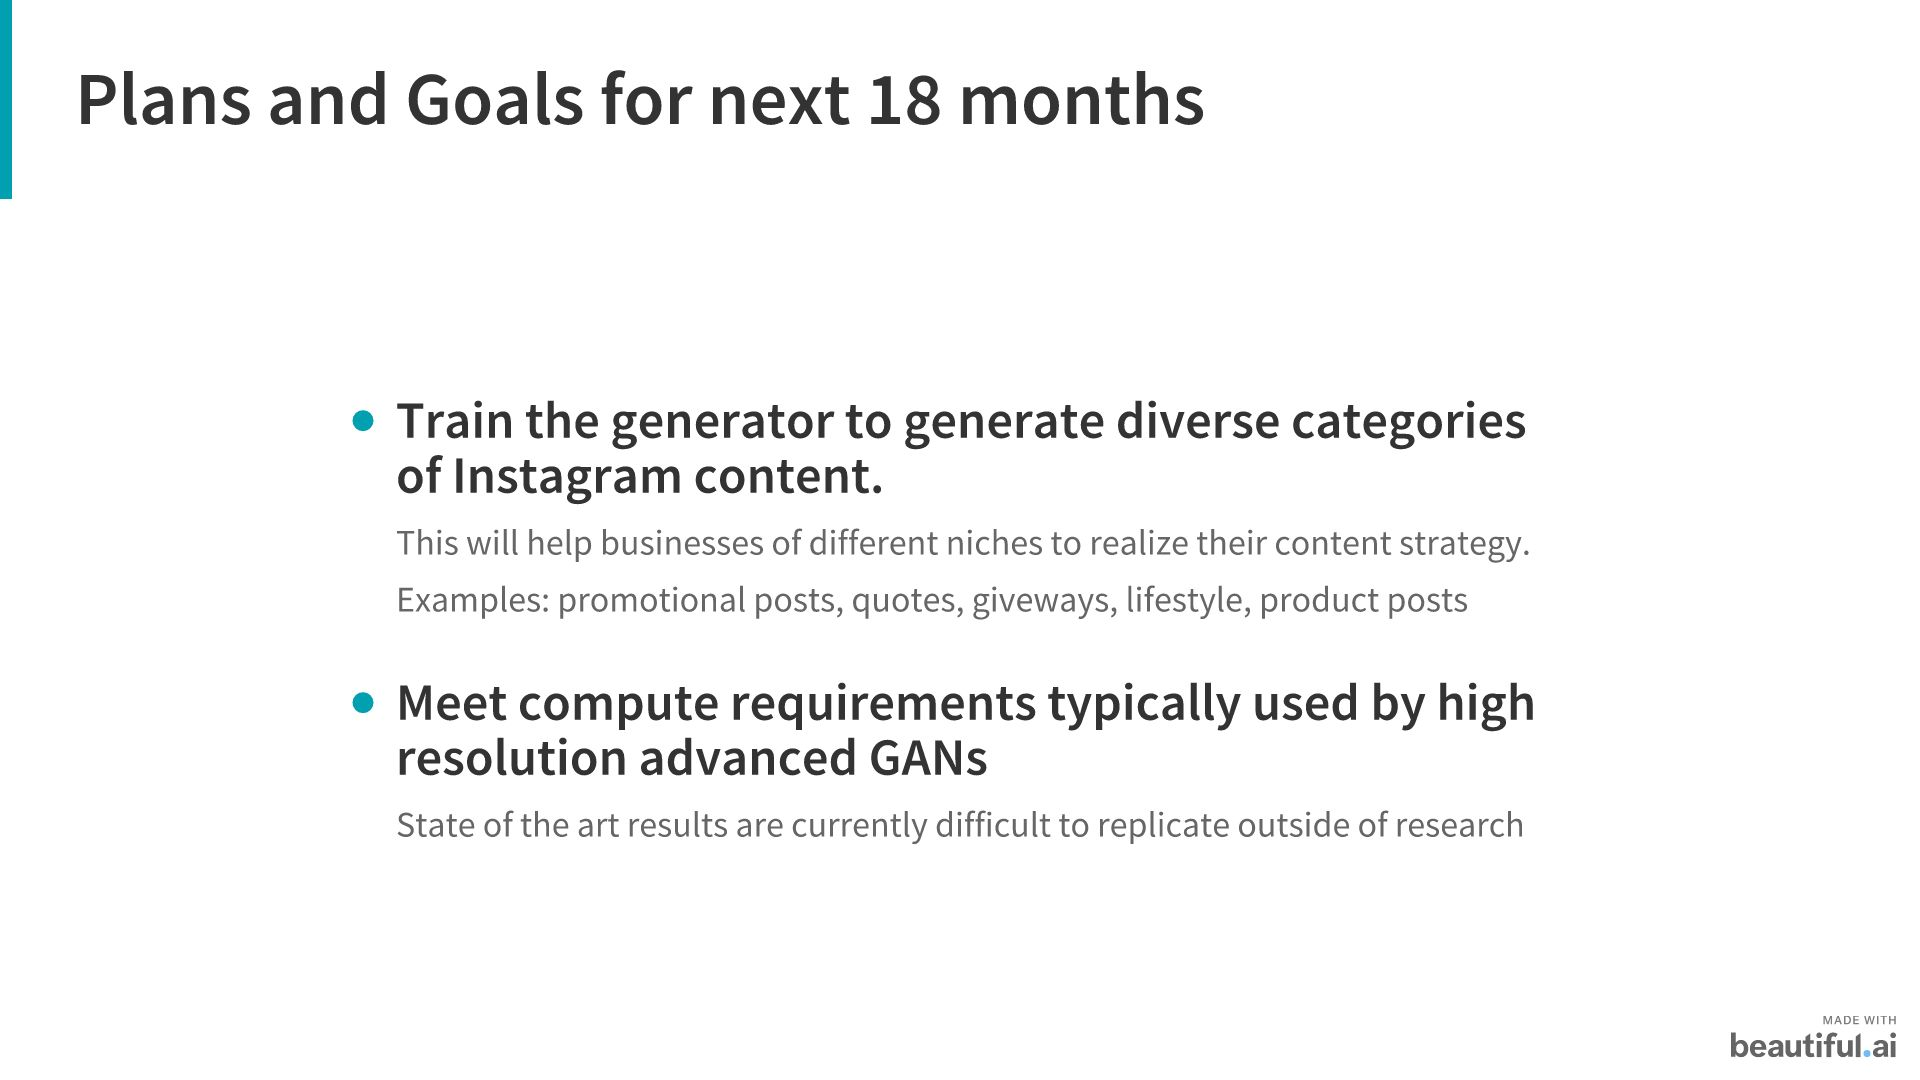 Plans and Goals for next 18 months
Train the generator to generate diverse categories
of Instagram content.
This will help businesses of different niches to realize their content strategy.
Examples: promotional posts, quotes, giveways, lifestyle, product posts
Meet compute requirements typically used by high
resolution advanced GANs
State of the art results are currently difficult to replicate outside of research
MADE WITH
beautiful.ai